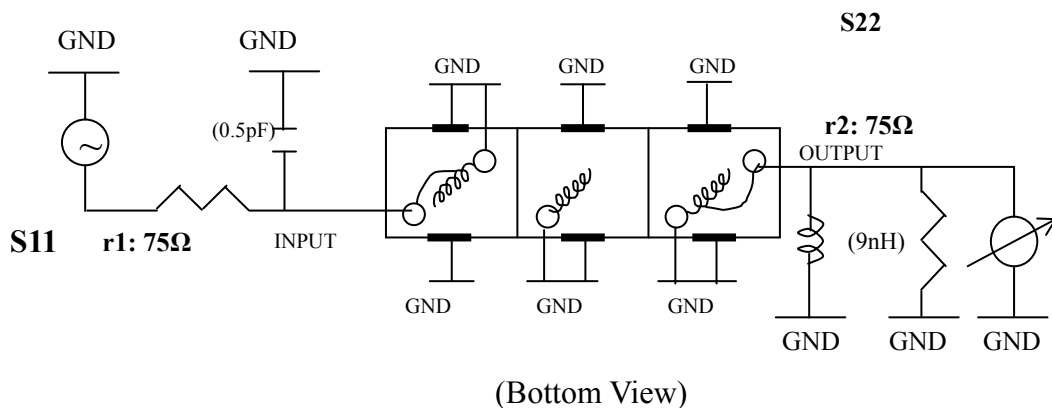 S22
GND
GND
GND
GND
GND
(0.5pF)
r2: 75Ω
OUTPUT
S11
r1: 75Ω
INPUT
(9nH)
GND
GND
GND
GND
GND
GND
(Bottom View)